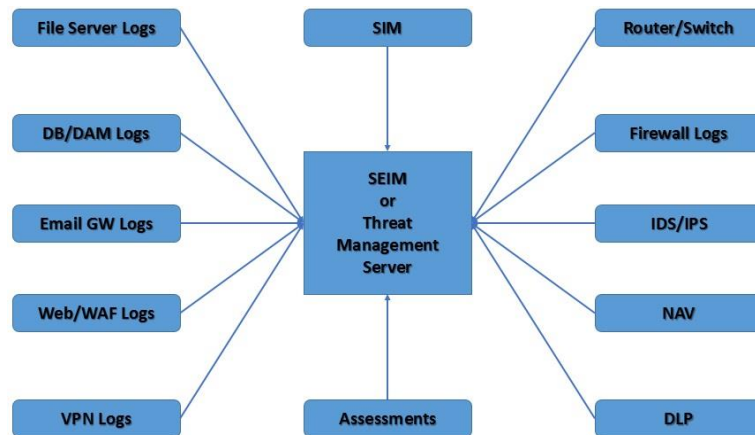 File Server Logs
SIM
Router/Switch
DB/DAM Logs
Firewall Logs
SEIM
or
Threat
Management
Server
Email GW Logs
IDS/IPS
Web/WAF Logs
NAV
VPN Logs
Assessments
DLP